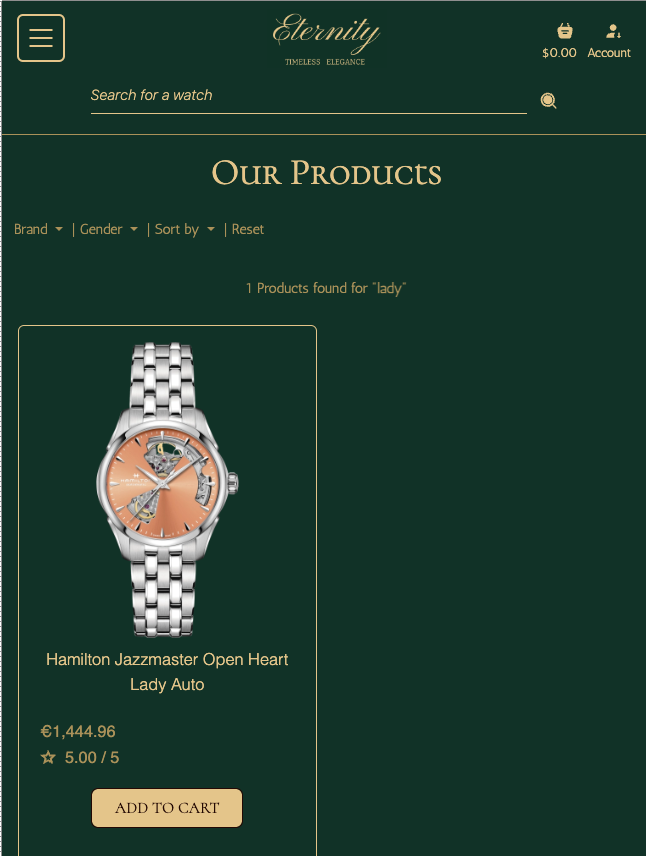 Eternity
TIMELESS ELEGANCE
$0.00 Account
Search for a watch
Our Products
Brand | Gender | Sort by | Reset
1 Products found for "lady"
HAMILTON
Hamilton Jazzmaster Open Heart
Lady Auto
€1,444.96
5.00 / 5
ADD TO CART